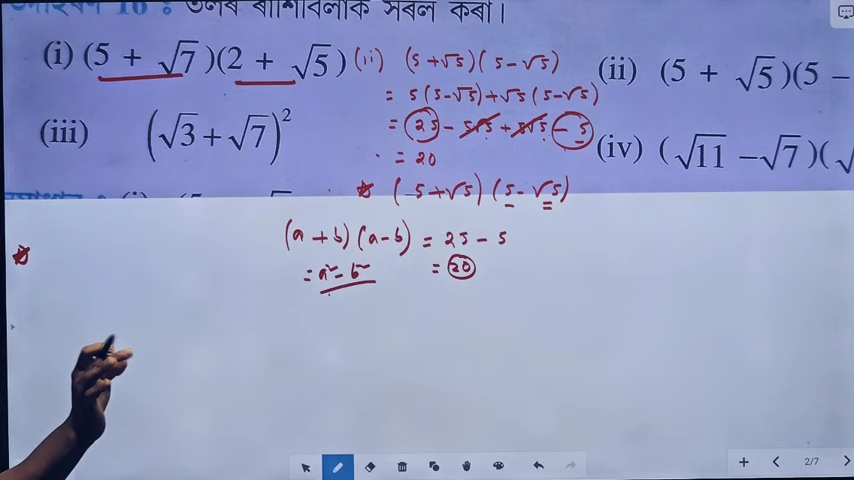 তলৰ ৰাশিবিলাক সৰল কৰা।
(i) (5 + √7)(2 + √5)
(ii) (5 + √5)(5 −
(iii) (√3 + √7)²
(iv) (√11 − √7)(√
(ii) (5+√5)(5-√5)
= 5(5-√5)+√5(5-√5)
= 25 - 5√5 + 5√5 - 5
= 20
(5+√5)(5-√5)
(a+b)(a-b) = 25 - 5
= a² - b² = 20
2/7